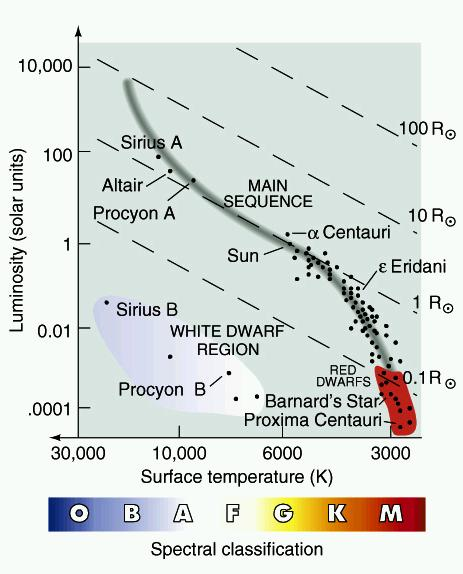 10,000
100
1
0.01
.0001
Luminosity (solar units)
100 R⊙
10 R⊙
1 R⊙
0.1R⊙
Sirius A
Altair
Procyon A
MAIN
SEQUENCE
α Centauri
Sun
ε Eridani
Sirius B
WHITE DWARF
REGION
Procyon B
RED
DWARFS
Barnard's Star
Proxima Centauri
30,000 10,000 6000 3000
Surface temperature (K)
O B A F G K M
Spectral classification